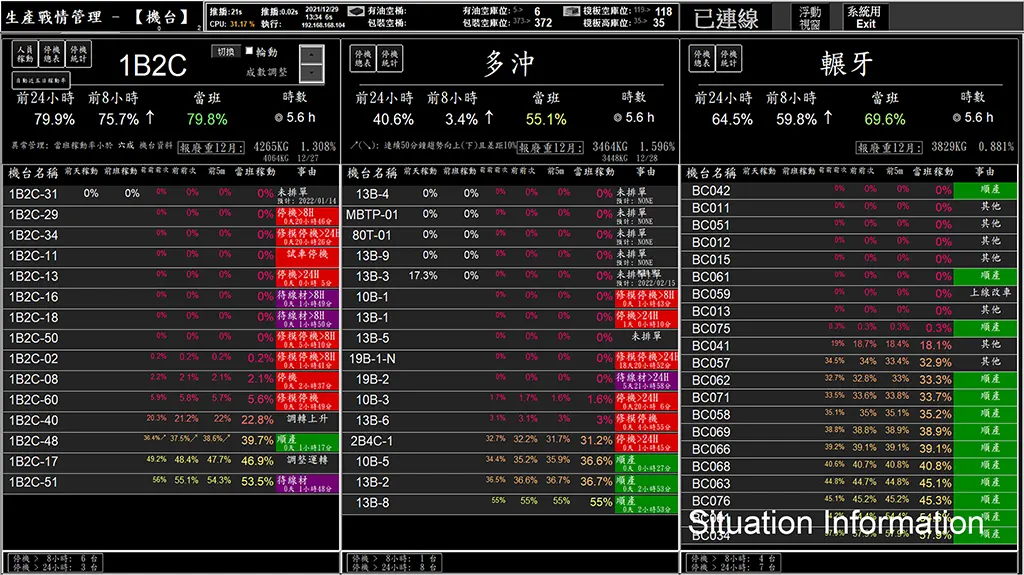 生產戰情管理 - 【機台】
推播:21s 推播:0.02s 2021/12/29
CPU: 31.17 % 執行: 13:34 6s
192.168.168.104
有油空桶: 有油空庫位: 5-> 6 棧板空庫位: 119-> 118
包裝空桶: 包裝空庫位: 373-> 372 棧板高庫位: 35-> 35
已連線 浮動視窗 系統用 Exit
人員稼動 停機總表 停機統計
自動近五日稼動率
1B2C
切換 輪動
成數調整
前24小時 前8小時 當班 時數
79.9% 75.7% ↑ 79.8% ◎ 5.6 h
異常管理: 當班稼動率小於 六成 機台資料 報廢重12月: 4265KG 1.308%
4064KG 12/27
機台名稱 前天稼動 前班稼動 前前前次 前前次 前5m 當班稼動 事由
1B2C-31 0% 0% 0% 0% 0% 0% 未排單
預計: 2022/01/14
1B2C-29 0% 0% 0% 0% 停機>8H
0天20小時46分
1B2C-34 0% 0% 0% 0% 修模停機>24H
0天20小時26分
1B2C-11 0% 0% 0% 0% 試車停機
1B2C-13 0% 0% 0% 0% 停機>24H
0天 0小時 5分
1B2C-16 0% 0% 0% 0% 待線材>8H
0天 1小時49分
1B2C-18 0% 0% 0% 0% 待線材>8H
0天 1小時50分
1B2C-50 0% 0% 0% 0% 修模停機>8H
0天 5小時10分
1B2C-02 0.2% 0.2% 0.2% 0.2% 修模停機>8H
0天 1小時41分
1B2C-08 2.2% 2.1% 2.1% 2.1% 停機
0天 2小時37分
1B2C-60 5.9% 5.8% 5.7% 5.6% 修模停機
0天 2小時49分
1B2C-40 20.3% 21.2% 22% 22.8% 調轉上升
1B2C-48 36.4%↗ 37.5%↗ 38.6%↗ 39.7% 順產
0天 1小時17分
1B2C-17 49.2% 48.4% 47.7% 46.9% 調整運轉
1B2C-51 56% 55.1% 54.3% 53.5% 待線材
0天 1小時48分
停機 > 8小時: 6 台
停機 > 24小時: 3 台
停機總表 停機統計
多沖
前24小時 前8小時 當班 時數
40.6% 3.4% ↑ 55.1% ◎ 5.6 h
↗(↘): 連續50分鐘趨勢向上(下)且差距10% 報廢重12月: 3464KG 1.596%
3448KG 12/28
機台名稱 前天稼動 前班稼動 前前前次 前前次 前5m 當班稼動 事由
13B-4 0% 0% 0% 0% 0% 0% 未排單
預計: NONE
MBTP-01 0% 0% 0% 0% 0% 0% 未排單
預計: NONE
80T-01 0% 0% 0% 0% 0% 0% 未排單
預計: NONE
13B-9 0% 0% 0% 0% 0% 0% 未排單
預計: NONE
13B-3 17.3% 0% 0% 0% 0% 0% 未排單
預計: 2022/02/15
10B-1 0% 0% 0% 0% 修模停機>8H
0天 1小時43分
13B-1 0% 0% 0% 0% 停機>24H
1天 0小時10分
13B-5 0% 0% 0% 0% 未排單
19B-1-N 0% 0% 0% 0% 修模停機>24H
18天20小時52分
19B-2 0% 0% 0% 0% 待線材>24H
5天21小時58分
10B-3 1.7% 1.7% 1.6% 1.6% 停機>24H
0天20小時 6分
13B-6 3.1% 3.1% 3% 3% 修模停機
0天 4小時55分
2B4C-1 32.7% 32.2% 31.7% 31.2% 停機>24H
0天 1小時45分
10B-5 34.4% 35.2% 35.9% 36.6% 順產
0天 0小時27分
13B-2 36.5% 36.6% 36.7% 36.7% 順產
0天 2小時53分
13B-8 55% 55% 55% 55% 順產
0天 2小時53分
停機 > 8小時: 1 台
停機 > 24小時: 8 台
停機總表 停機統計
輾牙
前24小時 前8小時 當班 時數
64.5% 59.8% ↑ 69.6% ◎ 5.6 h
報廢重12月: 3829KG 0.881%
機台名稱 前天稼動 前班稼動 前前前次 前前次 前5m 當班稼動 事由
BC042 0% 0% 0% 0% 順產
BC011 0% 0% 0% 0% 其他
BC051 0% 0% 0% 0% 其他
BC012 0% 0% 0% 0% 其他
BC015 0% 0% 0% 0% 其他
BC061 0% 0% 0% 0% 順產
BC059 0% 0% 0% 0% 上線改車
BC013 0% 0% 0% 0% 其他
BC075 0.3% 0.3% 0.3% 0.3% 順產
BC041 19% 18.7% 18.4% 18.1% 其他
BC057 34.5% 34% 33.4% 32.9% 其他
BC062 32.7% 32.8% 33% 33.3% 順產
BC071 33.5% 33.6% 33.8% 33.7% 順產
BC058 35.1% 35% 35.1% 35.2% 順產
BC069 38.8% 38.8% 38.9% 38.9% 順產
BC066 39.2% 39.1% 39.1% 39.1% 順產
BC068 40.6% 40.7% 40.8% 40.8% 順產
BC063 44.8% 44.7% 44.8% 45.1% 順產
BC076 45.1% 45.2% 45.2% 45.3% 順產
Situation Information
順產
BC034 57.9% 57.9% 57.9% 57.9% 順產
停機 > 8小時: 4 台
停機 > 24小時: 7 台